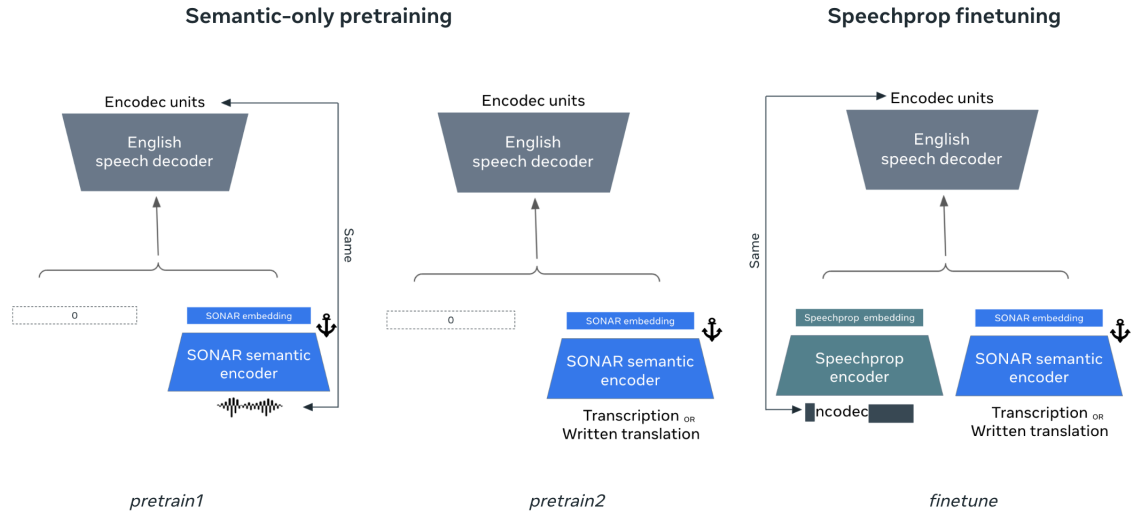 Semantic-only pretraining
Speechprop finetuning
Encodec units
English
speech decoder
Same
0
SONAR embedding
SONAR semantic
encoder
pretrain1
Encodec units
English
speech decoder
0
SONAR embedding
SONAR semantic
encoder
Transcription OR
Written translation
pretrain2
Encodec units
English
speech decoder
Same
Speechprop embedding
SONAR embedding
Speechprop
encoder
SONAR semantic
encoder
ncodec
Transcription OR
Written translation
finetune